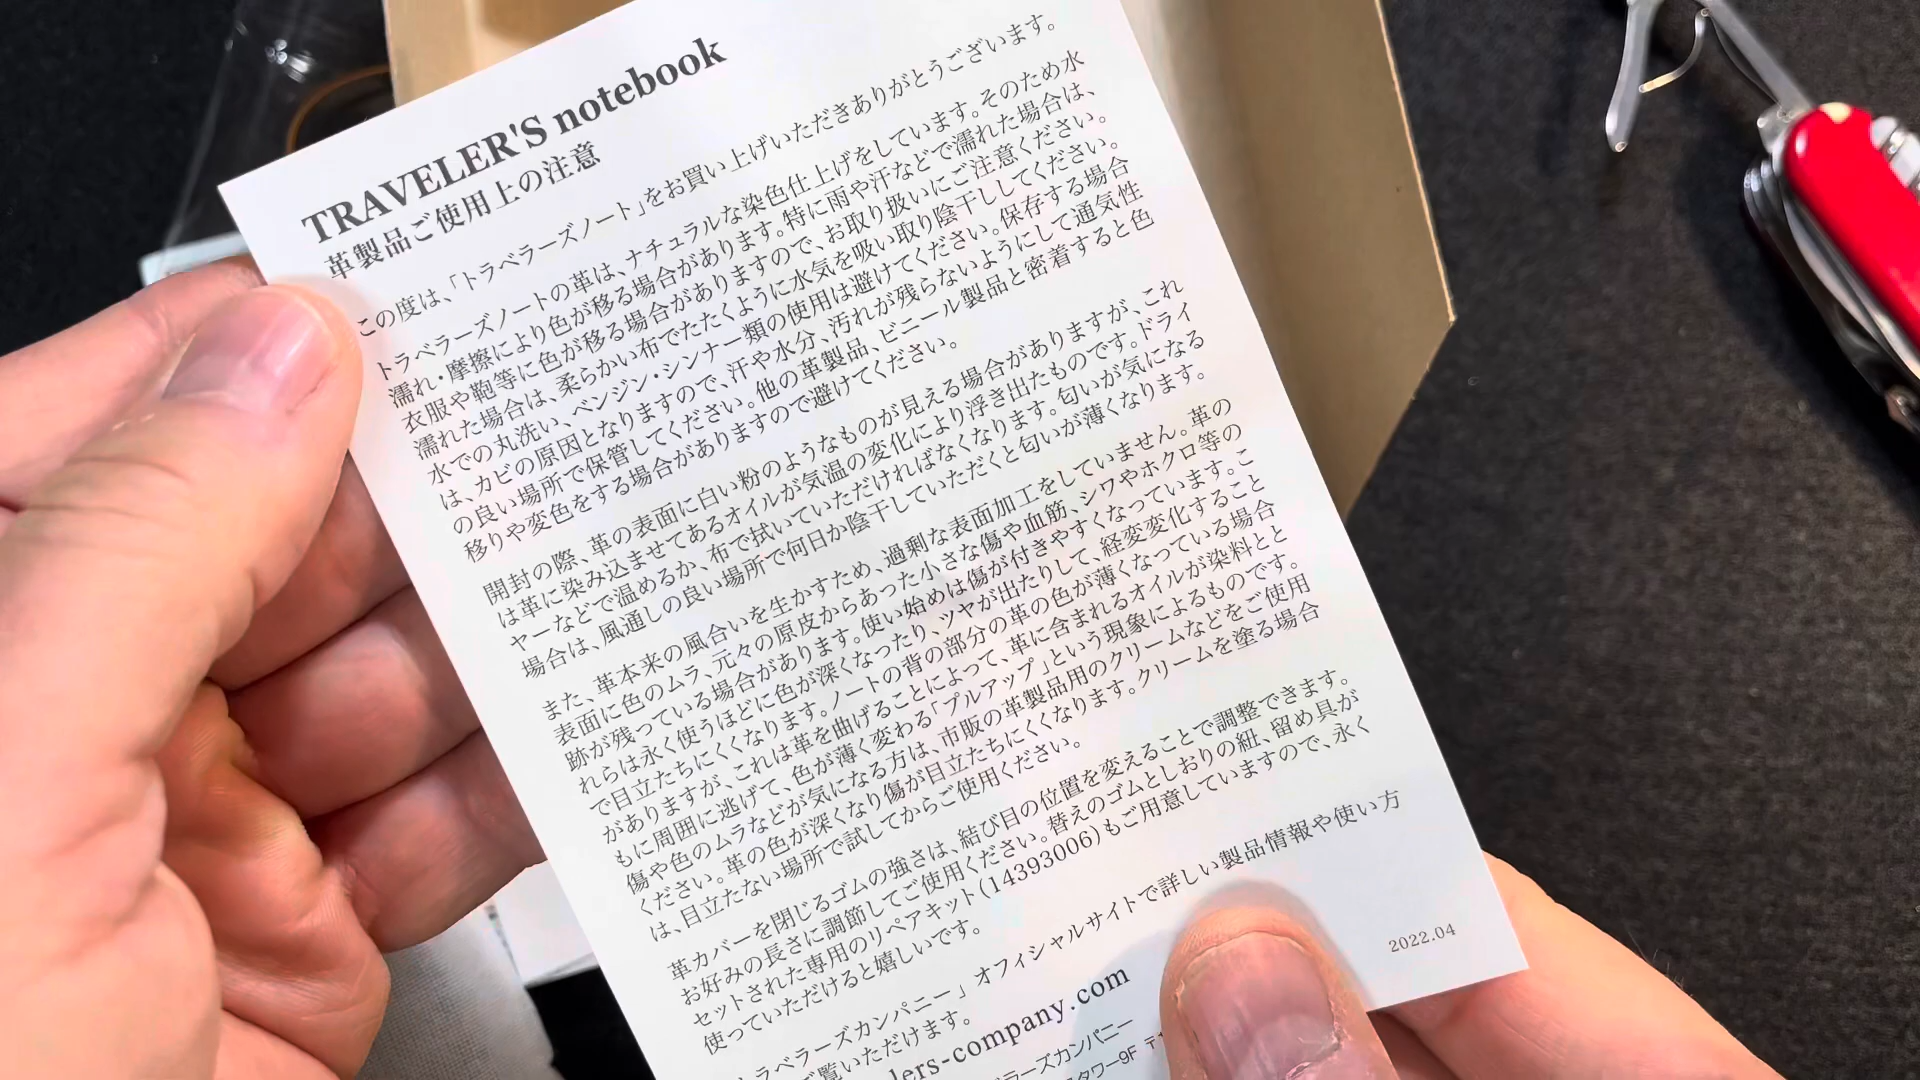 TRAVELER'S notebook
革製品ご使用上の注意
この度は、「トラベラーズノート」をお買い上げいただきありがとうございます。
トラベラーズノートの革は、ナチュラルな染色仕上げをしています。そのため水
濡れ・摩擦により色が移る場合があります。特に雨や汗などで濡れた場合は、
衣服や鞄等に色が移る場合がありますので、お取り扱いにご注意ください。
濡れた場合は、柔らかい布でたたくように水気を吸い取り陰干ししてください。
水での丸洗い、ベンジン・シンナー類の使用は避けてください。保存する場合
は、カビの原因となりますので、汗や水分、汚れが残らないようにして通気性
の良い場所で保管してください。他の革製品、ビニール製品と密着すると色
移りや変色をする場合がありますので避けてください。
開封の際、革の表面に白い粉のようなものが見える場合がありますが、これ
は革に染み込ませてあるオイルが気温の変化により浮き出たものです。ドライ
ヤーなどで温めるか、布で拭いていただければなくなります。匂いが気になる
場合は、風通しの良い場所で何日か陰干していただくと匂いが薄くなります。
また、革本来の風合いを生かすため、過剰な表面加工をしていません。革の
表面に色のムラ、元々の原皮からあった小さな傷や血筋、シワやホクロ等の
跡が残っている場合があります。使い始めは傷が付きやすくなっています。こ
れらは永く使うほどに色が深くなったり、ツヤが出たりして、経変変化すること
で目立たちにくくなります。ノートの背の部分の革の色が薄くなっている場合
がありますが、これは革を曲げることによって、革に含まれるオイルが染料とと
もに周囲に逃げて、色が薄く変わる「プルアップ」という現象によるものです。
傷や色のムラなどが気になる方は、市販の革製品用のクリームなどをご使用
ください。革の色が深くなり傷が目立たちにくくなります。クリームを塗る場合
は、目立たない場所で試してからご使用ください。
革カバーを閉じるゴムの強さは、結び目の位置を変えることで調整できます。
お好みの長さに調節してご使用ください。替えのゴムとしおりの紐、留め具が
セットされた専用のリペアキット(14393006)もご用意していますので、永く
使っていただけると嬉しいです。
トラベラーズカンパニー」オフィシャルサイトで詳しい製品情報や使い方
ご覧いただけます。
lers-company.com
ラーズカンパニー
タワー9F 〒
2022.04